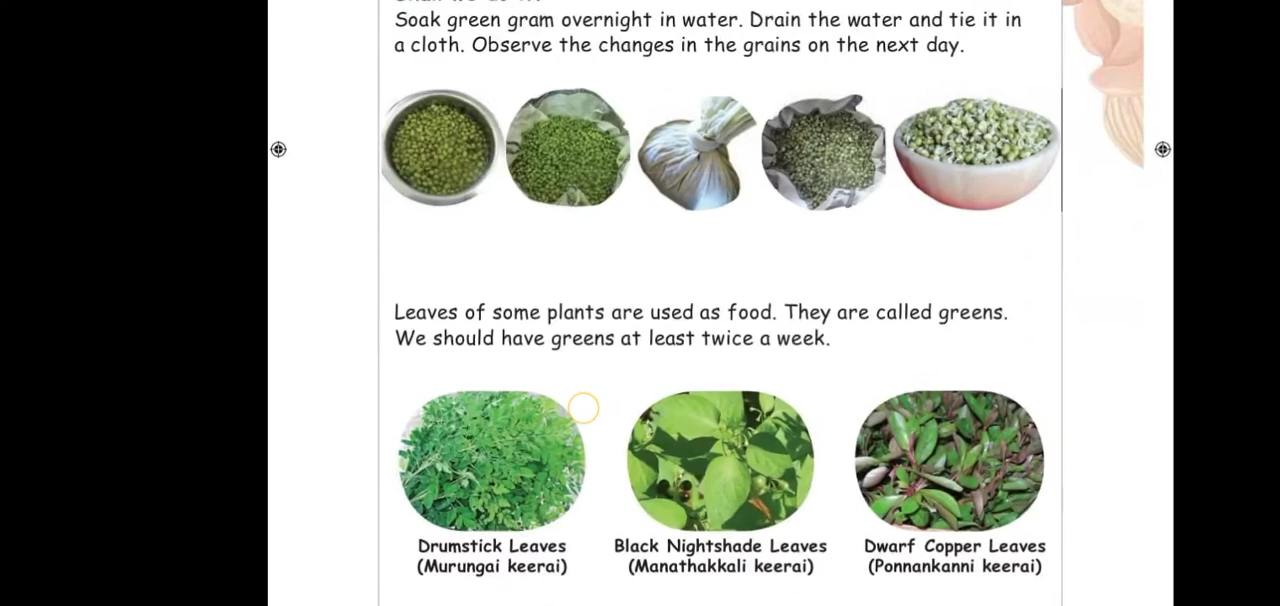 Soak green gram overnight in water. Drain the water and tie it in
a cloth. Observe the changes in the grains on the next day.
Leaves of some plants are used as food. They are called greens.
We should have greens at least twice a week.
Drumstick Leaves
(Murungai keerai)
Black Nightshade Leaves
(Manathakkali keerai)
Dwarf Copper Leaves
(Ponnankanni keerai)